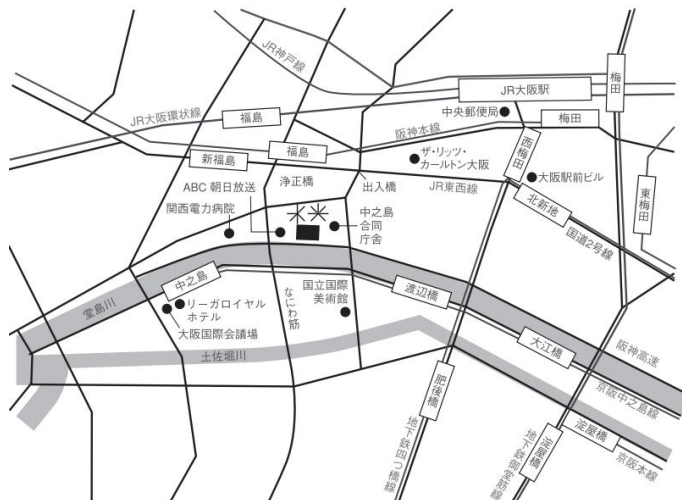 JR神戸線
JR大阪駅
梅田
中央郵便局
JR大阪環状線
福島
阪神本線
梅田
新福島
福島
ザ・リッツ・
カールトン大阪
西梅田
大阪駅前ビル
東梅田
ABC 朝日放送
浄正橋
出入橋
JR東西線
北新地
関西電力病院
中之島
合同
庁舎
国道2号線
中之島
堂島川
リーガロイヤル
ホテル
大阪国際会議場
なにわ筋
国立国際
美術館
渡辺橋
大江橋
阪神高速
土佐堀川
肥後橋
京阪中之島線
淀屋橋
淀屋橋
京阪本線
地下鉄四つ橋線
地下鉄御堂筋線